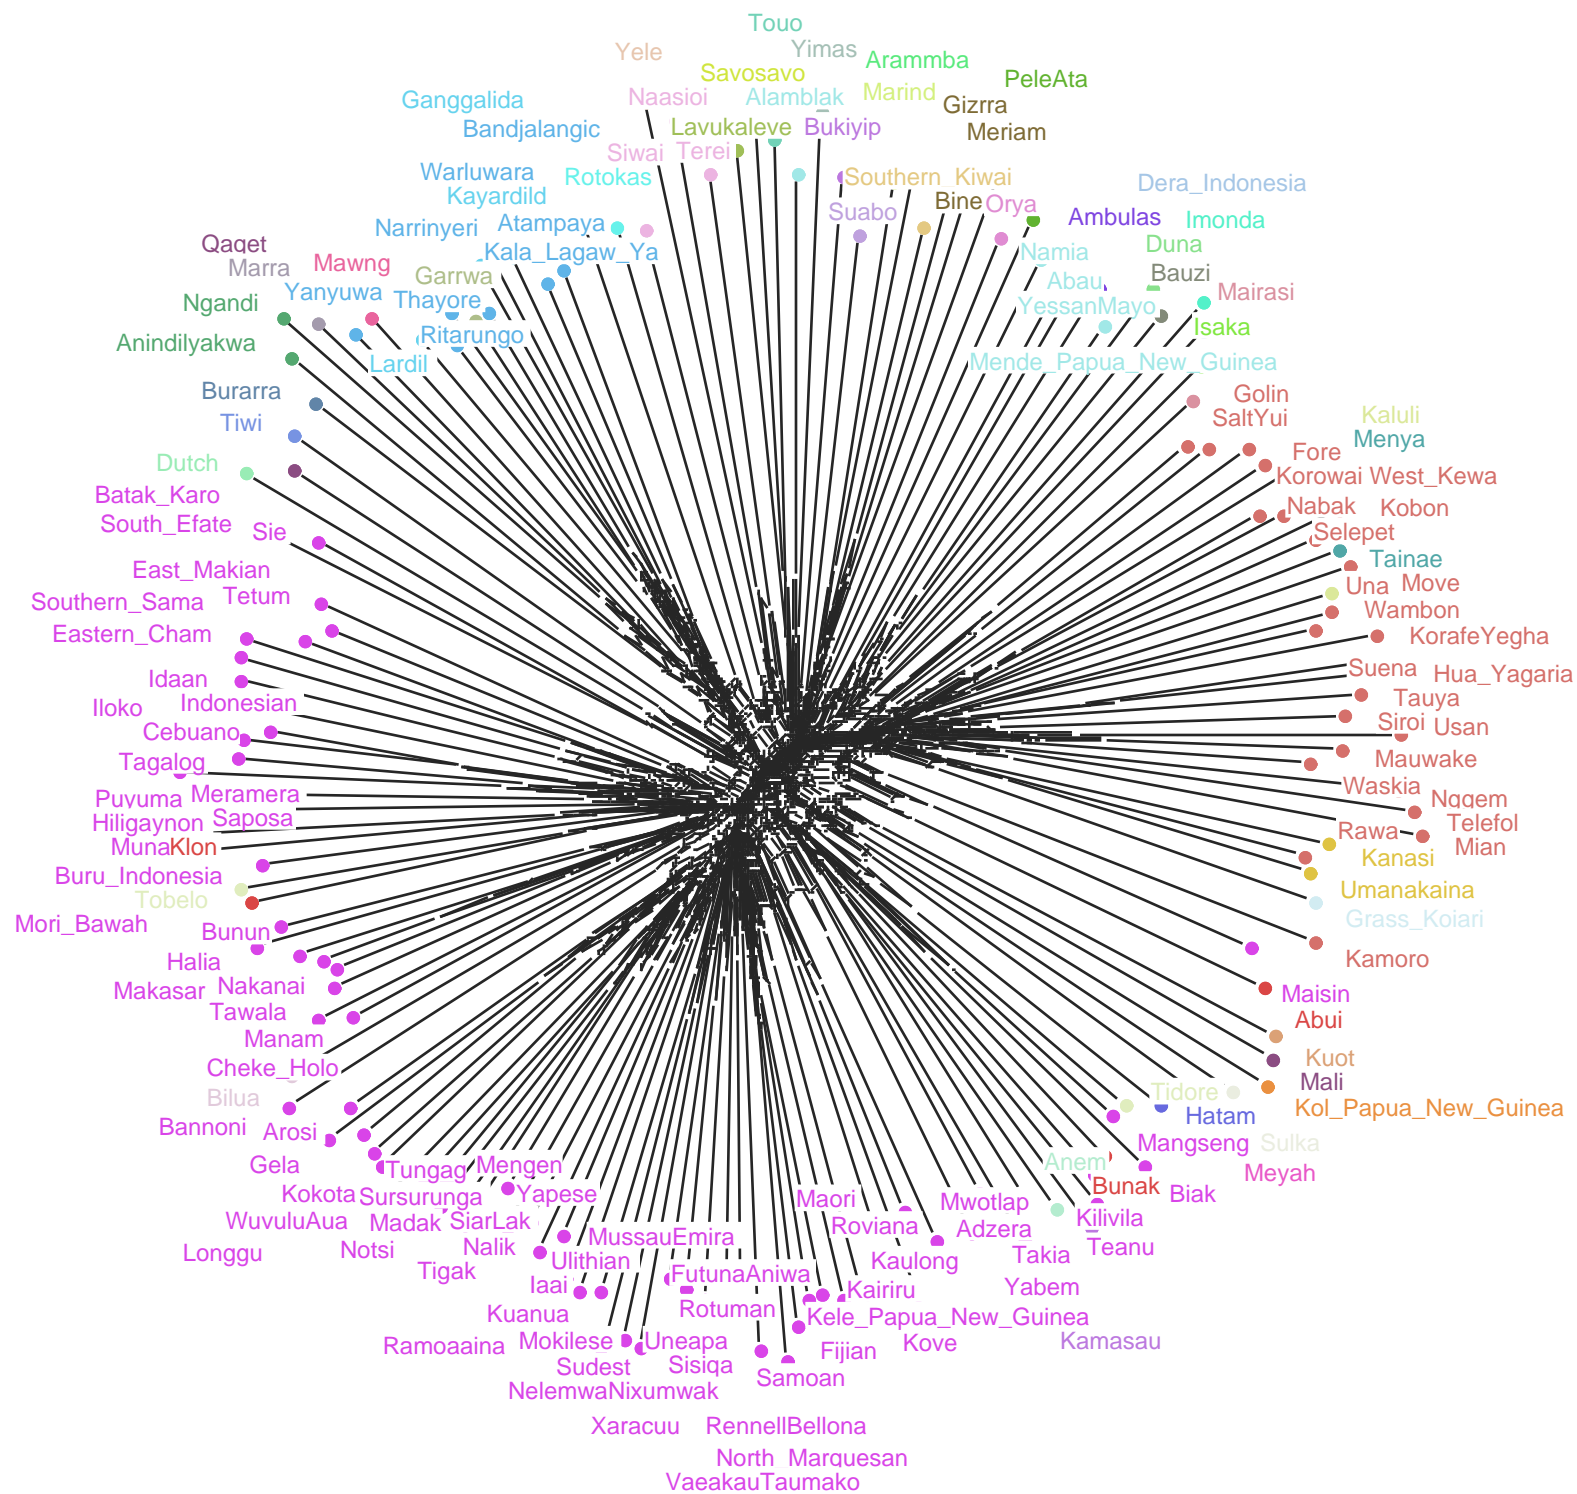 Touo
Yele
Yimas
Arammba
Savosavo
PeleAta
Ganggalida
Naasioi
Alamblak
Marind
Gizrra
Bandjalangic
Lavukaleve
Bukiyip
Meriam
Siwai
Terei
Warluwara
Rotokas
Southern_Kiwai
Dera_Indonesia
Kayardild
Bine
Orya
Narrinyeri
Atampaya
Suabo
Ambulas
Imonda
Qaqet
Kala_Lagaw_Ya
Namia
Duna
Marra
Mawng
Garrwa
Abau
Bauzi
Ngandi
Yanyuwa
Thayore
YessanMayo
Mairasi
Anindilyakwa
Ritarungo
Isaka
Lardil
Mende_Papua_New_Guinea
Burarra
Golin
Tiwi
SaltYui
Kaluli
Menya
Dutch
Fore
Batak_Karo
Korowai
West_Kewa
South_Efate
Nabak
Kobon
Sie
Selepet
East_Makian
Tainae
Southern_Sama
Tetum
Una
Move
Eastern_Cham
Wambon
KorafeYegha
Idaan
Suena
Hua_Yagaria
Iloko
Indonesian
Tauya
Cebuano
Siroi
Usan
Tagalog
Mauwake
Puyuma
Meramera
Waskia
Nggem
Hiligaynon
Saposa
Telefol
Muna
Klon
Rawa
Mian
Buru_Indonesia
Kanasi
Tobelo
Umanakaina
Mori_Bawah
Bunun
Grass_Koiari
Halia
Kamoro
Makasar
Nakanai
Maisin
Tawala
Abui
Manam
Kuot
Cheke_Holo
Mali
Bilua
Tidore
Kol_Papua_New_Guinea
Bannoni
Arosi
Hatam
Mangseng
Sulka
Gela
Tungag
Mengen
Anem
Meyah
Kokota
Sursurunga
Yapese
Maori
Mwotlap
Bunak
Biak
WuvuluAua
Madak
SiarLak
Roviana
Adzera
Kilivila
Longgu
Notsi
Nalik
MussauEmira
Takia
Teanu
Tigak
Ulithian
Kaulong
Iaai
FutunaAniwa
Kairiru
Yabem
Kuanua
Rotuman
Kele_Papua_New_Guinea
Ramoaaina
Mokilese
Uneapa
Fijian
Kove
Kamasau
Sudest
Sisiqa
Samoan
NelemwaNixumwak
Xaracuu
RennellBellona
North_Marquesan
VaeakauTaumako